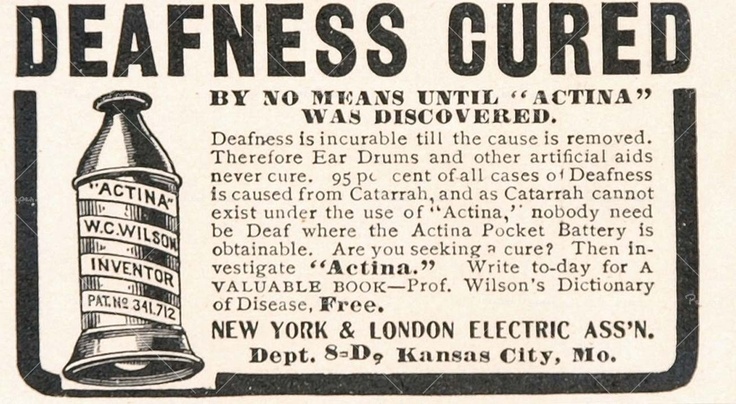 DEAFNESS CURED
BY NO MEANS UNTIL "ACTINA"
WAS DISCOVERED.
Deafness is incurable till the cause is removed.
Therefore Ear Drums and other artificial aids
never cure. 95 pc cent of all cases of Deafness
is caused from Catarrah, and as Catarrah cannot
exist under the use of "Actina," nobody need
be Deaf where the Actina Pocket Battery is
obtainable. Are you seeking a cure? Then in-
vestigate "Actina." Write to-day for A
VALUABLE BOOK—Prof. Wilson's Dictionary
of Disease, Free.
NEW YORK & LONDON ELECTRIC ASS'N.
Dept. 8=D, Kansas City, Mo.
"ACTINA"
W.C.WILSON
INVENTOR
PAT. Nº 341.712